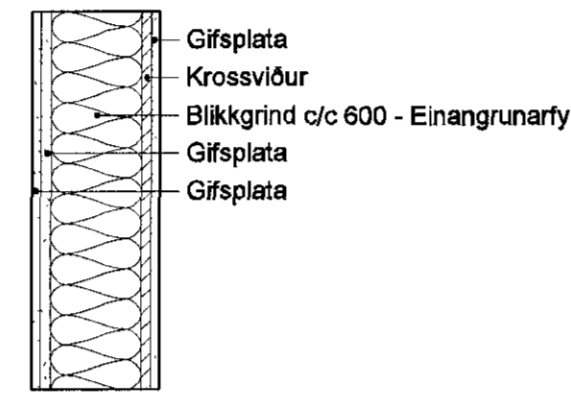 Gifsplata
Krossviður
Blikkgrind c/c 600 - Einangrunarfy
Gifsplata
Gifsplata